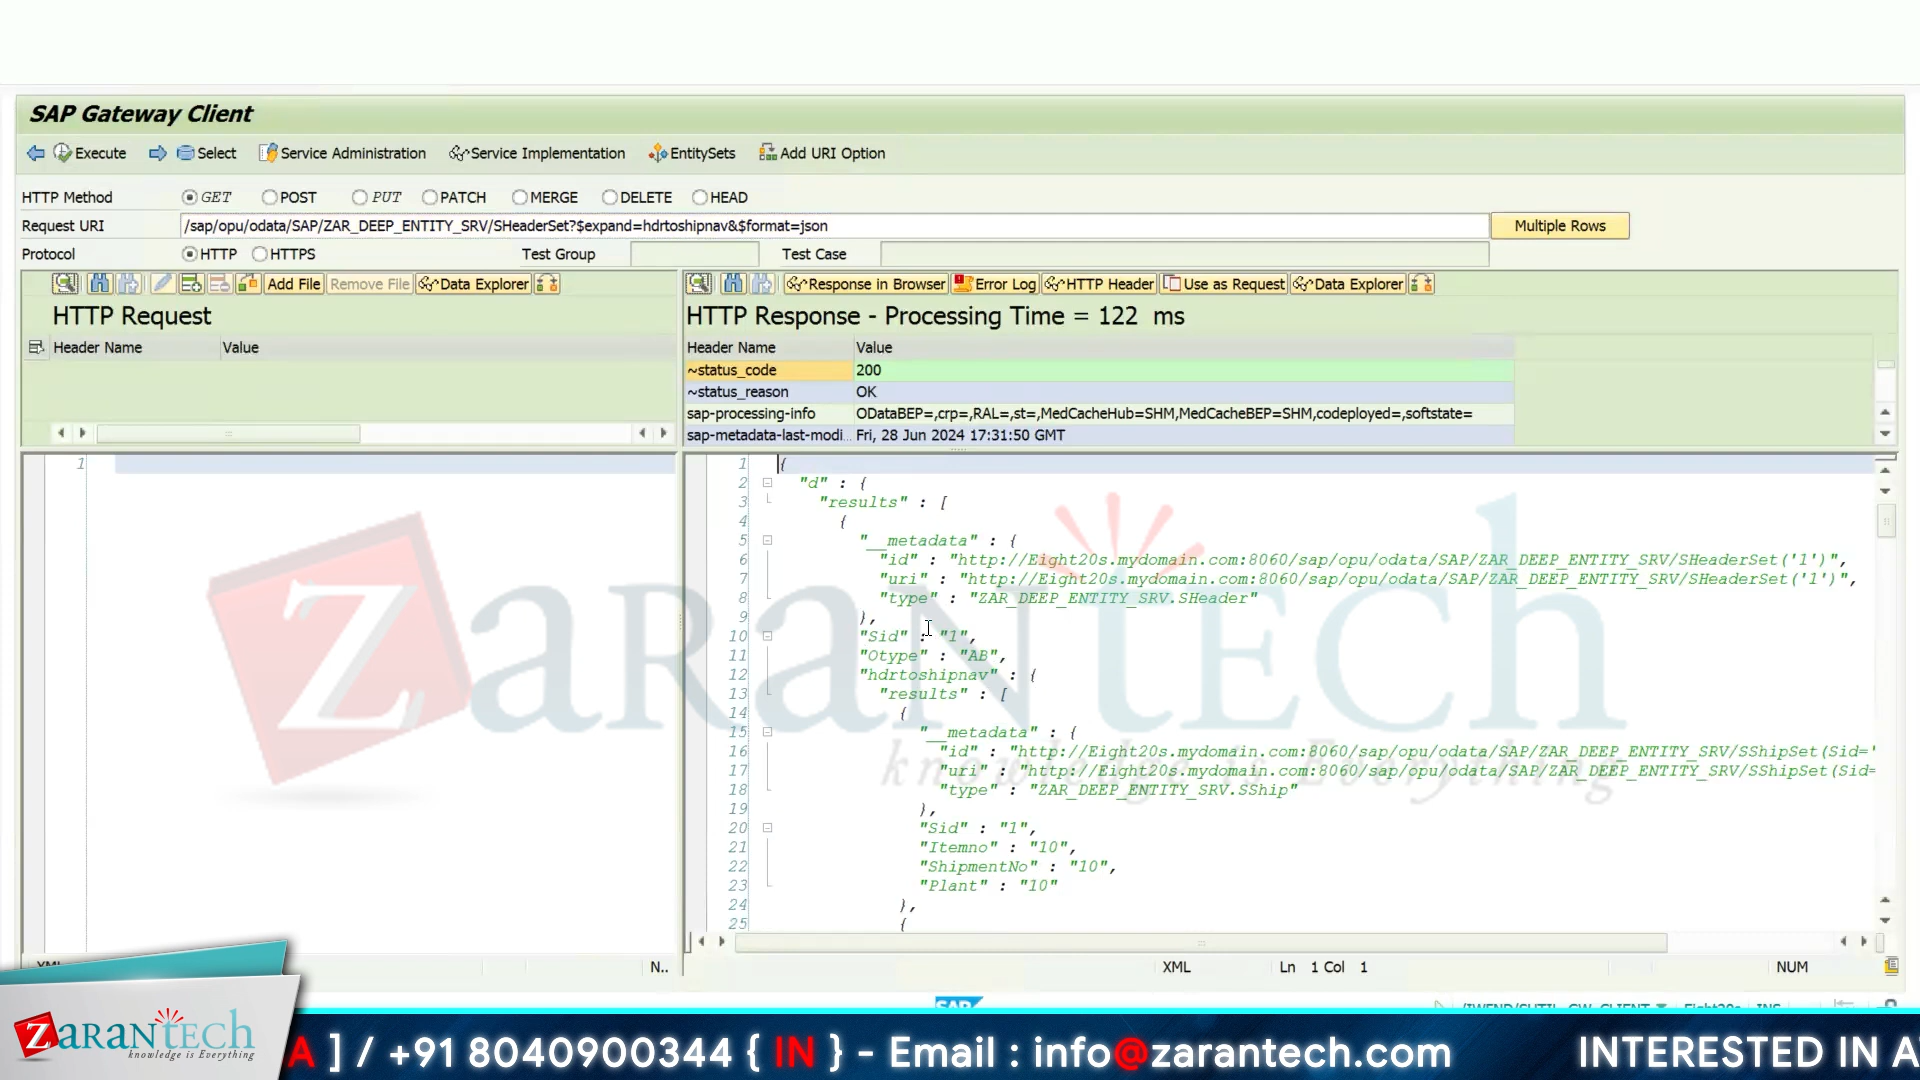 SAP Gateway Client
Execute Select Service Administration Service Implementation EntitySets Add URI Option
HTTP Method GET POST PUT PATCH MERGE DELETE HEAD
Request URI /sap/opu/odata/SAP/ZAR_DEEP_ENTITY_SRV/SHeaderSet?$expand=hdrtoshipnav&$format=json Multiple Rows
Protocol HTTP HTTPS Test Group Test Case
Add File Remove File Data Explorer
HTTP Request
Header Name Value
Response in Browser Error Log HTTP Header Use as Request Data Explorer
HTTP Response - Processing Time = 122 ms
Header Name Value
~status_code 200
~status_reason OK
sap-processing-info ODataBEP=,crp=,RAL=,st=,MedCacheHub=SHM,MedCacheBEP=SHM,codeployed=,softstate=
sap-metadata-last-modi... Fri, 28 Jun 2024 17:31:50 GMT
1
1 {
2 "d" : {
3 "results" : [
4 {
5 "__metadata" : {
6 "id" : "http://Eight20s.mydomain.com:8060/sap/opu/odata/SAP/ZAR_DEEP_ENTITY_SRV/SHeaderSet('1')",
7 "uri" : "http://Eight20s.mydomain.com:8060/sap/opu/odata/SAP/ZAR_DEEP_ENTITY_SRV/SHeaderSet('1')",
8 "type" : "ZAR_DEEP_ENTITY_SRV.SHeader"
9 },
10 "Sid" : "1",
11 "Otype" : "AB",
12 "hdrtoshipnav" : {
13 "results" : [
14 {
15 "__metadata" : {
16 "id" : "http://Eight20s.mydomain.com:8060/sap/opu/odata/SAP/ZAR_DEEP_ENTITY_SRV/SShipSet(Sid='
17 "uri" : "http://Eight20s.mydomain.com:8060/sap/opu/odata/SAP/ZAR_DEEP_ENTITY_SRV/SShipSet(Sid=
18 "type" : "ZAR_DEEP_ENTITY_SRV.SShip"
19 },
20 "Sid" : "1",
21 "Itemno" : "10",
22 "ShipmentNo" : "10",
23 "Plant" : "10"
24 },
25 {
ZaranTech
knowledge is Everything
N..
XML Ln 1 Col 1 NUM
SAP
ZaranTech
knowledge is Everything
A ] / +91 8040900344 { IN } - Email : info@zarantech.com INTERESTED IN A